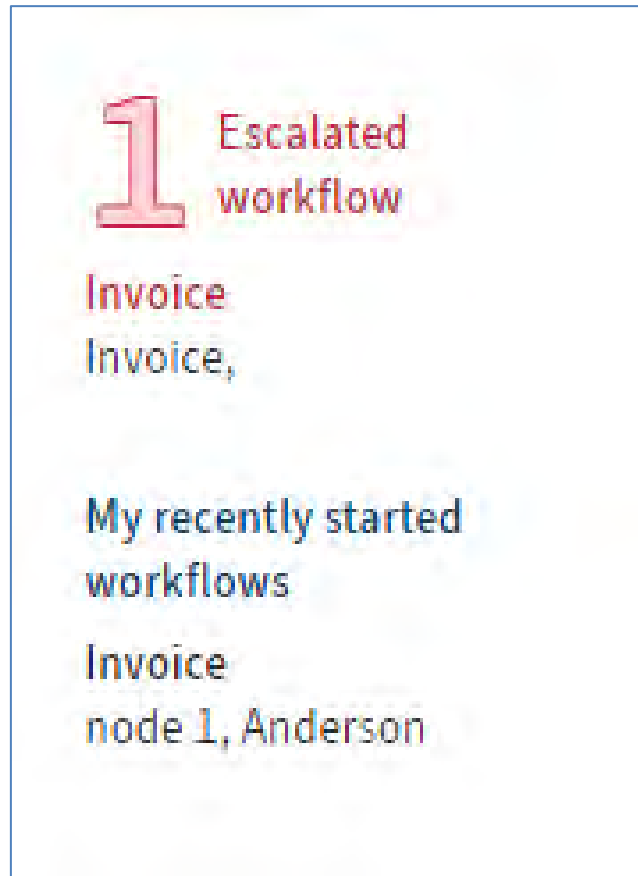 1 Escalated
workflow
Invoice
Invoice,
My recently started
workflows
Invoice
node 1, Anderson